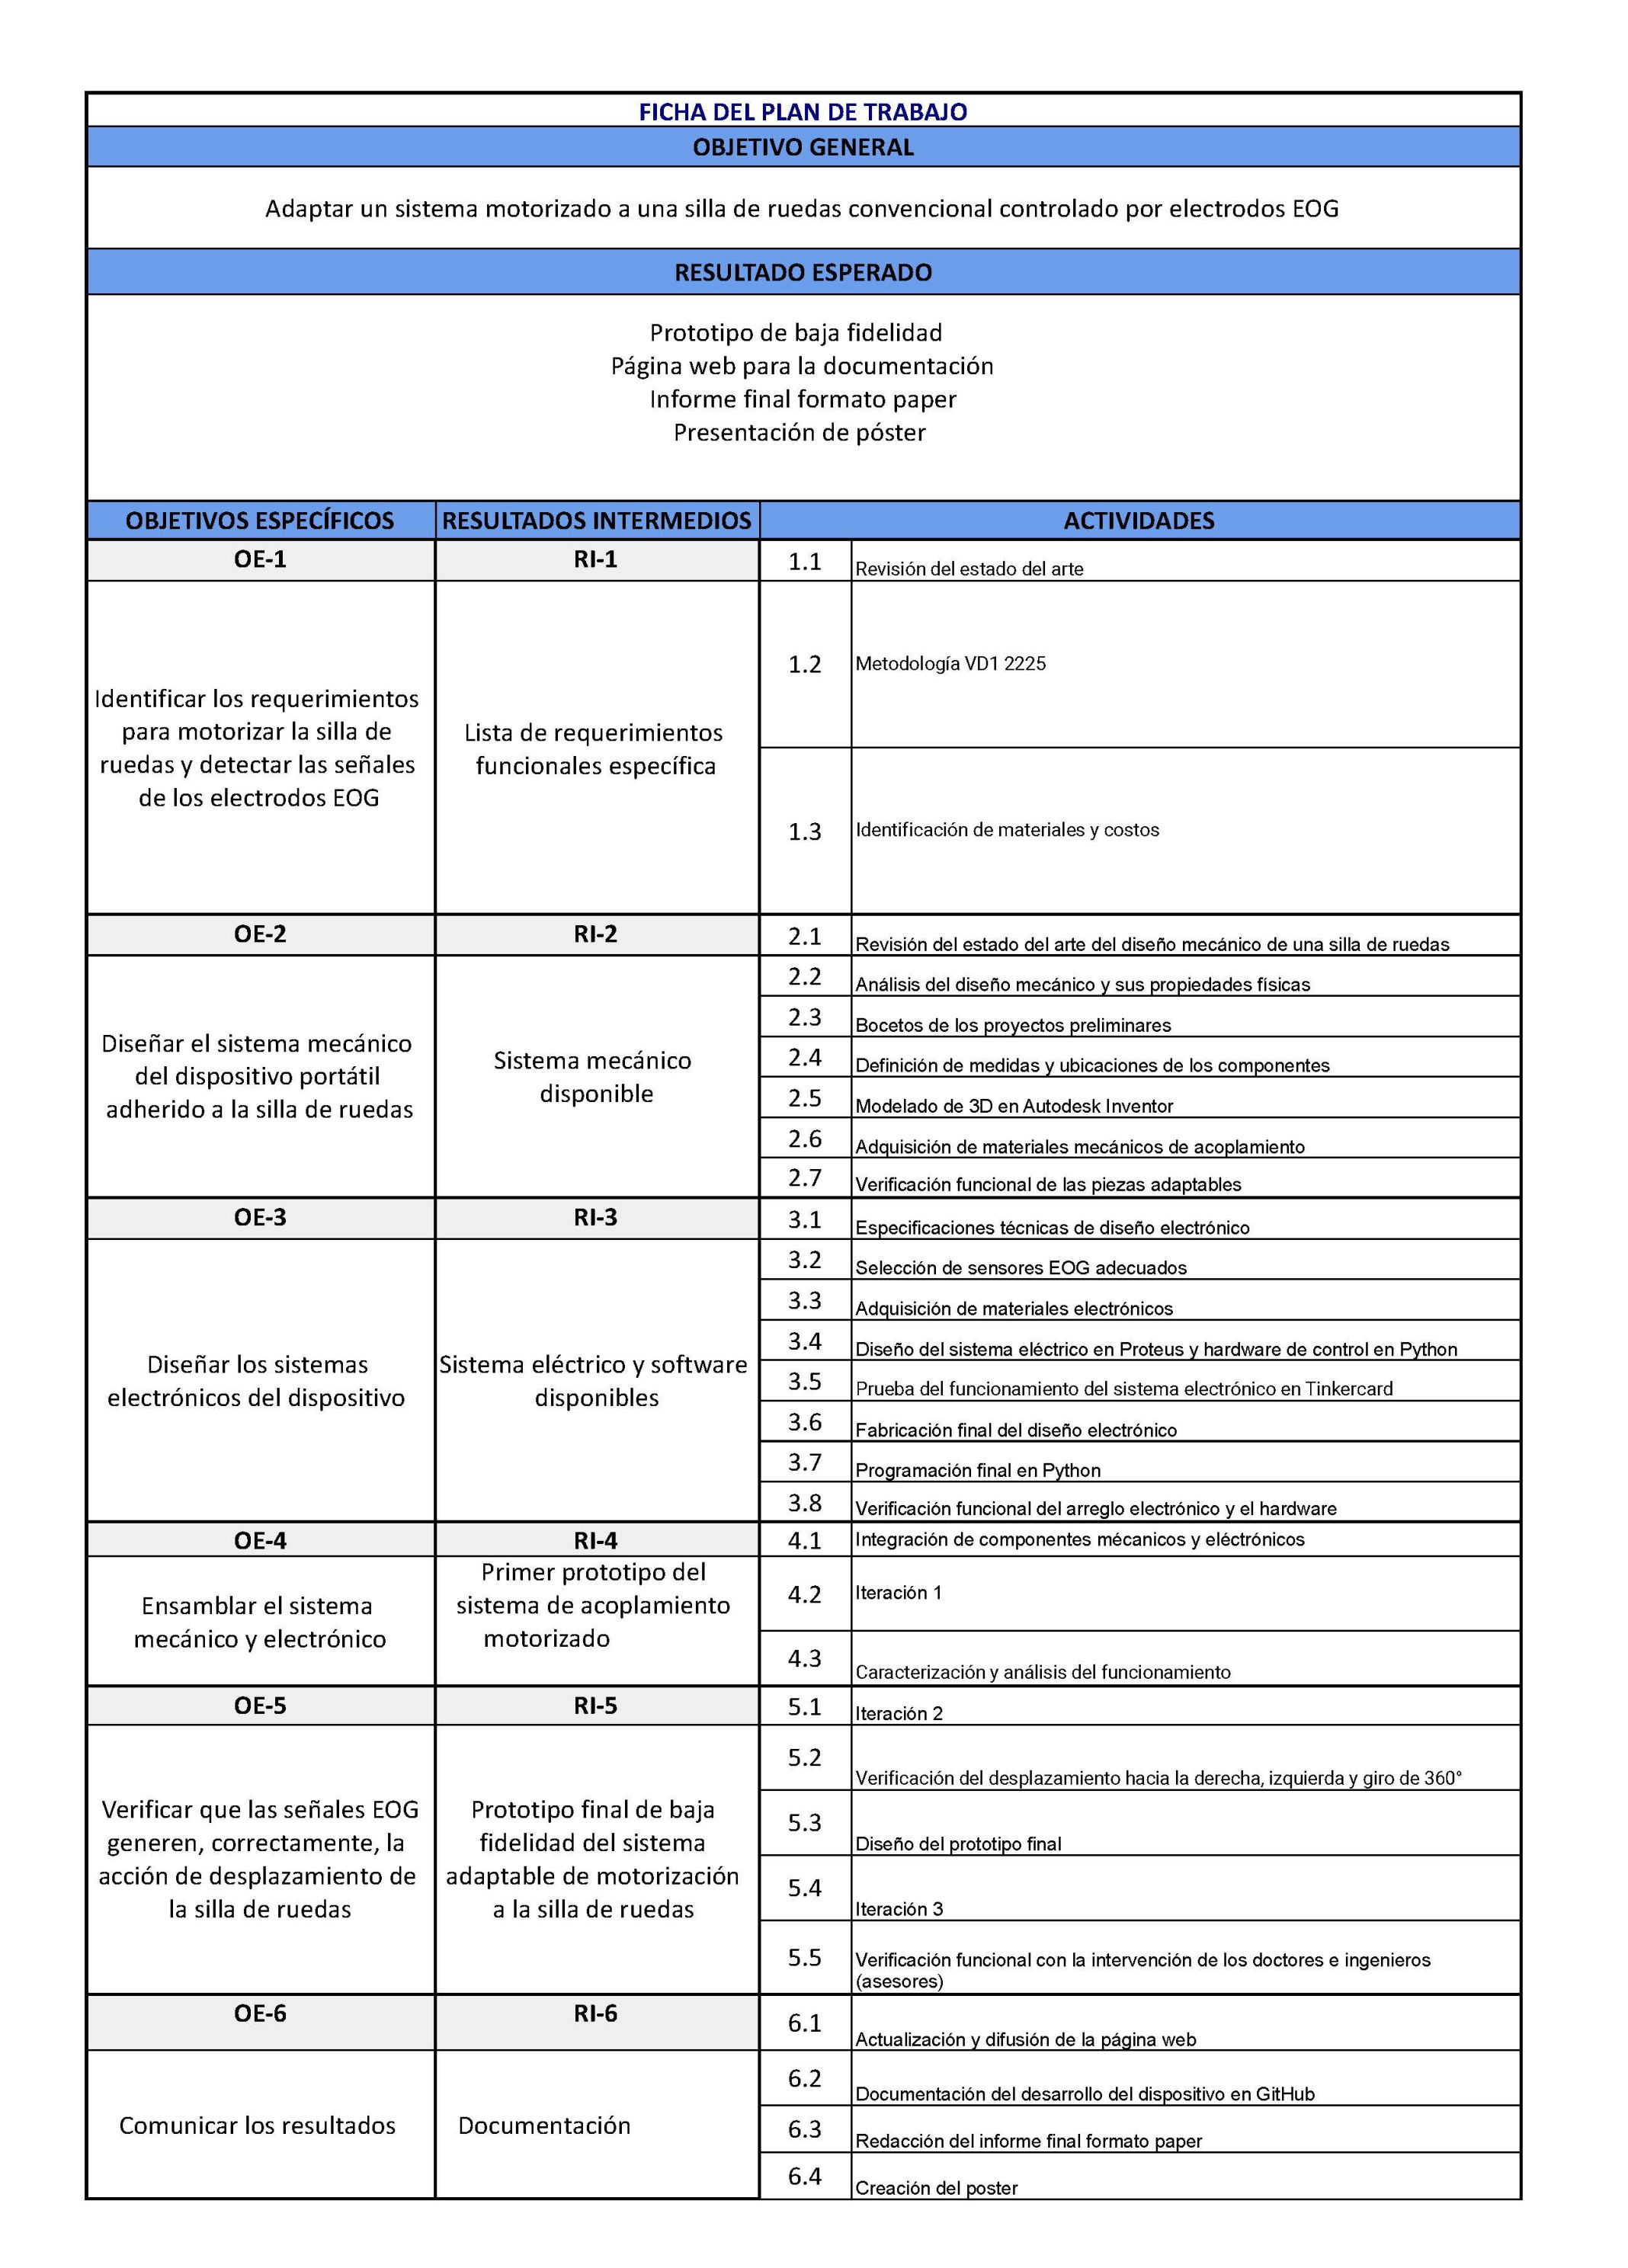 FICHA DEL PLAN DE TRABAJO
OBJETIVO GENERAL
Adaptar un sistema motorizado a una silla de ruedas convencional controlado por electrodos EOG
RESULTADO ESPERADO
Prototipo de baja fidelidad
Página web para la documentación
Informe final formato paper
Presentación de póster
OBJETIVOS ESPECÍFICOS
RESULTADOS INTERMEDIOS
ACTIVIDADES
OE-1
RI-1
1.1 Revisión del estado del arte
Identificar los requerimientos
para motorizar la silla de
ruedas y detectar las señales
de los electrodos EOG
Lista de requerimientos
funcionales específica
1.2 Metodología VD1 2225
1.3 Identificación de materiales y costos
OE-2
RI-2
2.1 Revisión del estado del arte del diseño mecánico de una silla de ruedas
Diseñar el sistema mecánico
del dispositivo portátil
adherido a la silla de ruedas
Sistema mecánico
disponible
2.2 Análisis del diseño mecánico y sus propiedades físicas
2.3 Bocetos de los proyectos preliminares
2.4 Definición de medidas y ubicaciones de los componentes
2.5 Modelado de 3D en Autodesk Inventor
2.6 Adquisición de materiales mecánicos de acoplamiento
2.7 Verificación funcional de las piezas adaptables
OE-3
RI-3
3.1 Especificaciones técnicas de diseño electrónico
Diseñar los sistemas
electrónicos del dispositivo
Sistema eléctrico y software
disponibles
3.2 Selección de sensores EOG adecuados
3.3 Adquisición de materiales electrónicos
3.4 Diseño del sistema eléctrico en Proteus y hardware de control en Python
3.5 Prueba del funcionamiento del sistema electrónico en Tinkercard
3.6 Fabricación final del diseño electrónico
3.7 Programación final en Python
3.8 Verificación funcional del arreglo electrónico y el hardware
OE-4
RI-4
4.1 Integración de componentes mécanicos y eléctrónicos
Ensamblar el sistema
mecánico y electrónico
Primer prototipo del
sistema de acoplamiento
motorizado
4.2 Iteración 1
4.3 Caracterización y análisis del funcionamiento
OE-5
RI-5
5.1 Iteración 2
Verificar que las señales EOG
generen, correctamente, la
acción de desplazamiento de
la silla de ruedas
Prototipo final de baja
fidelidad del sistema
adaptable de motorización
a la silla de ruedas
5.2 Verificación del desplazamiento hacia la derecha, izquierda y giro de 360°
5.3 Diseño del prototipo final
5.4 Iteración 3
5.5 Verificación funcional con la intervención de los doctores e ingenieros
(asesores)
OE-6
RI-6
6.1 Actualización y difusión de la página web
Comunicar los resultados
Documentación
6.2 Documentación del desarrollo del dispositivo en GitHub
6.3 Redacción del informe final formato paper
6.4 Creación del poster